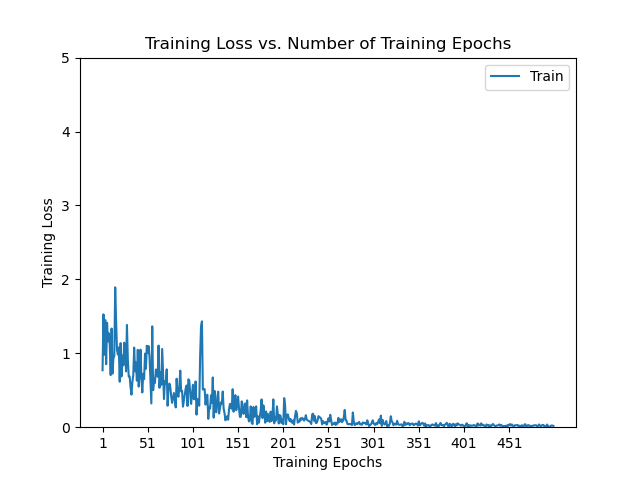 Training Loss vs. Number of Training Epochs
Train
5
4
3
2
1
0
Training Loss
1 51 101 151 201 251 301 351 401 451
Training Epochs